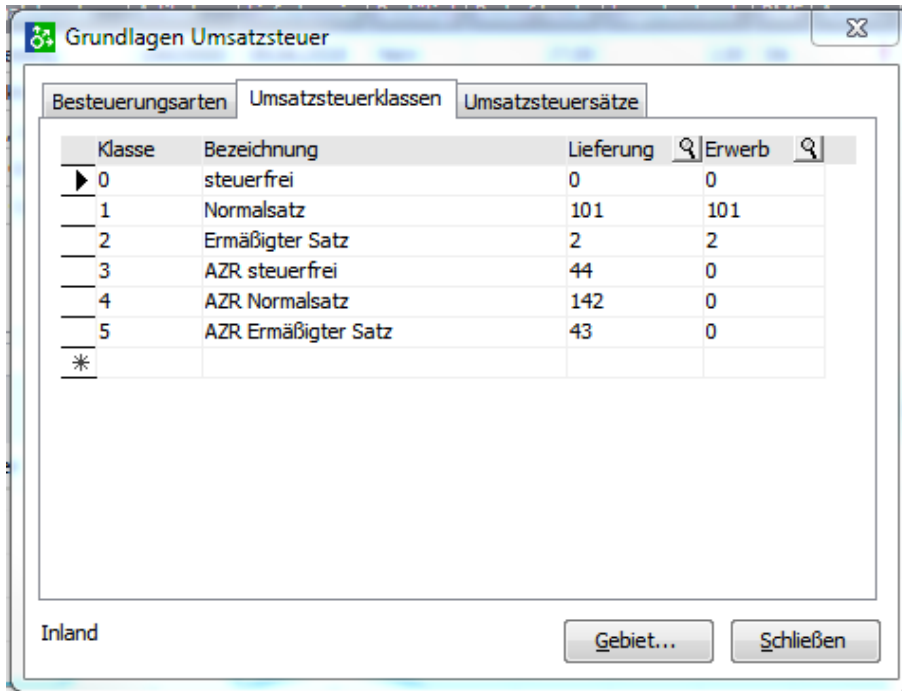 Grundlagen Umsatzsteuer
Besteuerungsarten Umsatzsteuerklassen Umsatzsteuersätze
Klasse Bezeichnung Lieferung Erwerb
0 steuerfrei 0 0
1 Normalsatz 101 101
2 Ermäßigter Satz 2 2
3 AZR steuerfrei 44 0
4 AZR Normalsatz 142 0
5 AZR Ermäßigter Satz 43 0
Inland Gebiet... Schließen